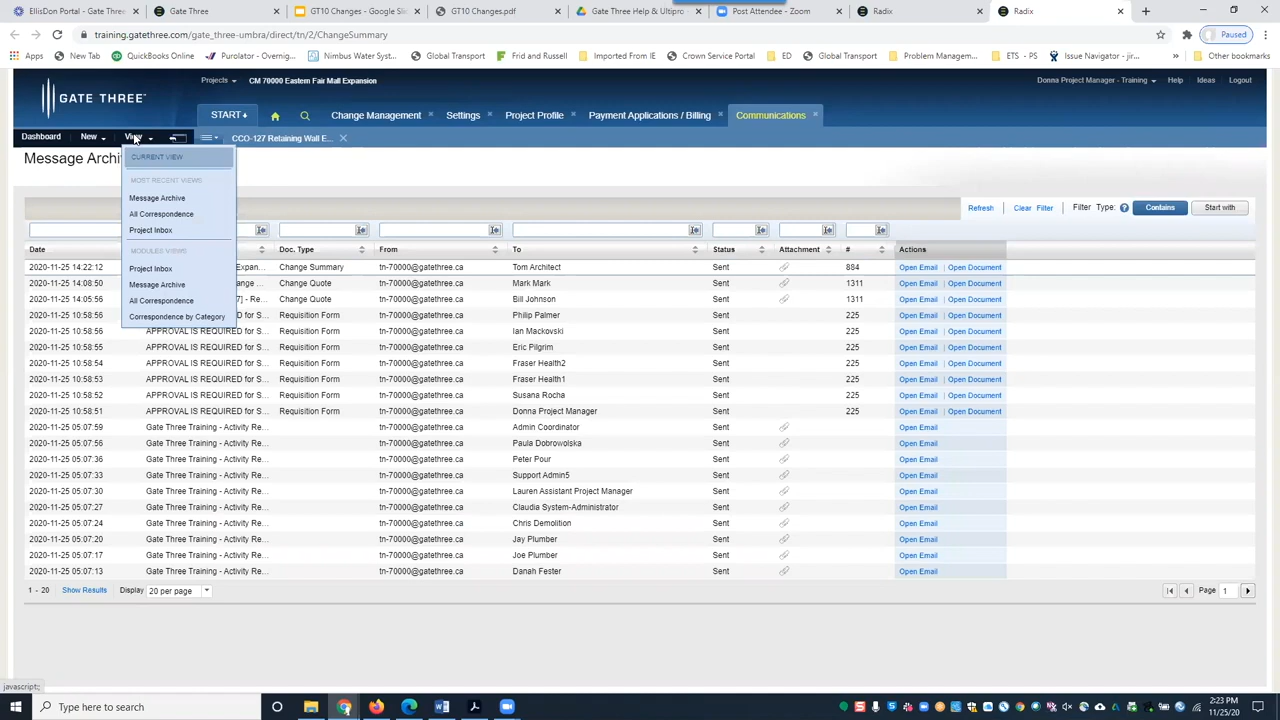 EllisDon Portal - Gate Three
GT10 Changes - Google Sli
GT10 Changes.pdf
Gate Three Help & Ultipro
Post Attendee - Zoom
Radix
Radix
training.gatethree.com/gate_three-umbra/direct/tn/2/ChangeSummary
Paused
Apps New Tab QuickBooks Online Purolator - Overnig... Nimbus Water Syst... Global Transport Frid and Russell Imported From IE Crown Service Portal ED Global Transport Problem Managem... ETS - PS Issue Navigator - jir... Other bookmarks
Projects CM 70000 Eastern Fair Mall Expansion
Donna Project Manager - Training Help Ideas Logout
GATE THREE
START Change Management Settings Project Profile Payment Applications / Billing Communications
Dashboard New View CCO-127 Retaining Wall E...
Message Archi
CURRENT VIEW
MOST RECENT VIEWS
Message Archive
All Correspondence
Project Inbox
MODULES VIEWS
Project Inbox
Message Archive
All Correspondence
Correspondence by Category
Refresh Clear Filter Filter Type: ? Contains Start with
Date Doc. Type From To Status Attachment # Actions
2020-11-25 14:22:12 Expan... Change Summary tn-70000@gatethree.ca Tom Architect Sent 884 Open Email | Open Document
2020-11-25 14:08:50 ange ... Change Quote tn-70000@gatethree.ca Mark Mark Sent 1311 Open Email | Open Document
2020-11-25 14:05:56 7] - Re... Change Quote tn-70000@gatethree.ca Bill Johnson Sent 1311 Open Email | Open Document
2020-11-25 10:58:56 APPROVAL IS REQUIRED for S... Requisition Form tn-70000@gatethree.ca Philip Palmer Sent 225 Open Email | Open Document
2020-11-25 10:58:55 APPROVAL IS REQUIRED for S... Requisition Form tn-70000@gatethree.ca Ian Mackovski Sent 225 Open Email | Open Document
2020-11-25 10:58:55 APPROVAL IS REQUIRED for S... Requisition Form tn-70000@gatethree.ca Eric Pilgrim Sent 225 Open Email | Open Document
2020-11-25 10:58:54 APPROVAL IS REQUIRED for S... Requisition Form tn-70000@gatethree.ca Fraser Health2 Sent 225 Open Email | Open Document
2020-11-25 10:58:53 APPROVAL IS REQUIRED for S... Requisition Form tn-70000@gatethree.ca Fraser Health1 Sent 225 Open Email | Open Document
2020-11-25 10:58:52 APPROVAL IS REQUIRED for S... Requisition Form tn-70000@gatethree.ca Susana Rocha Sent 225 Open Email | Open Document
2020-11-25 10:58:51 APPROVAL IS REQUIRED for S... Requisition Form tn-70000@gatethree.ca Donna Project Manager Sent 225 Open Email | Open Document
2020-11-25 05:07:59 Gate Three Training - Activity Re... tn-70000@gatethree.ca Admin Coordinator Sent Open Email
2020-11-25 05:07:56 Gate Three Training - Activity Re... tn-70000@gatethree.ca Paula Dobrowolska Sent Open Email
2020-11-25 05:07:36 Gate Three Training - Activity Re... tn-70000@gatethree.ca Peter Pour Sent Open Email
2020-11-25 05:07:33 Gate Three Training - Activity Re... tn-70000@gatethree.ca Support Admin5 Sent Open Email
2020-11-25 05:07:30 Gate Three Training - Activity Re... tn-70000@gatethree.ca Lauren Assistant Project Manager Sent Open Email
2020-11-25 05:07:27 Gate Three Training - Activity Re... tn-70000@gatethree.ca Claudia System-Administrator Sent Open Email
2020-11-25 05:07:24 Gate Three Training - Activity Re... tn-70000@gatethree.ca Chris Demolition Sent Open Email
2020-11-25 05:07:20 Gate Three Training - Activity Re... tn-70000@gatethree.ca Jay Plumber Sent Open Email
2020-11-25 05:07:17 Gate Three Training - Activity Re... tn-70000@gatethree.ca Joe Plumber Sent Open Email
2020-11-25 05:07:13 Gate Three Training - Activity Re... tn-70000@gatethree.ca Danah Fester Sent Open Email
1 - 20 Show Results Display 20 per page Page 1
javascript:;
Type here to search
2:23 PM
11/25/20